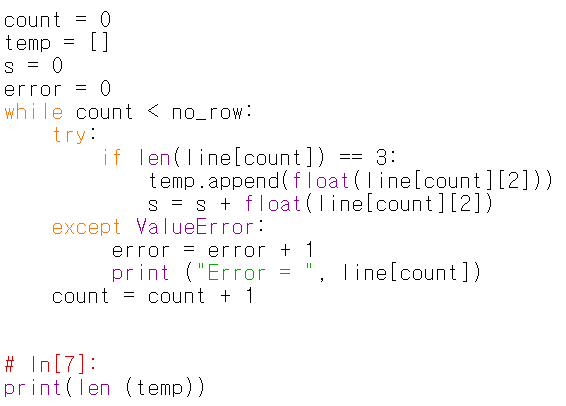 count = 0
temp = []
s = 0
error = 0
while count < no_row:
    try:
        if len(line[count]) == 3:
            temp.append(float(line[count][2]))
            s = s + float(line[count][2])
    except ValueError:
         error = error + 1
         print ("Error = ", line[count])
    count = count + 1


# In[7]:
print(len (temp))